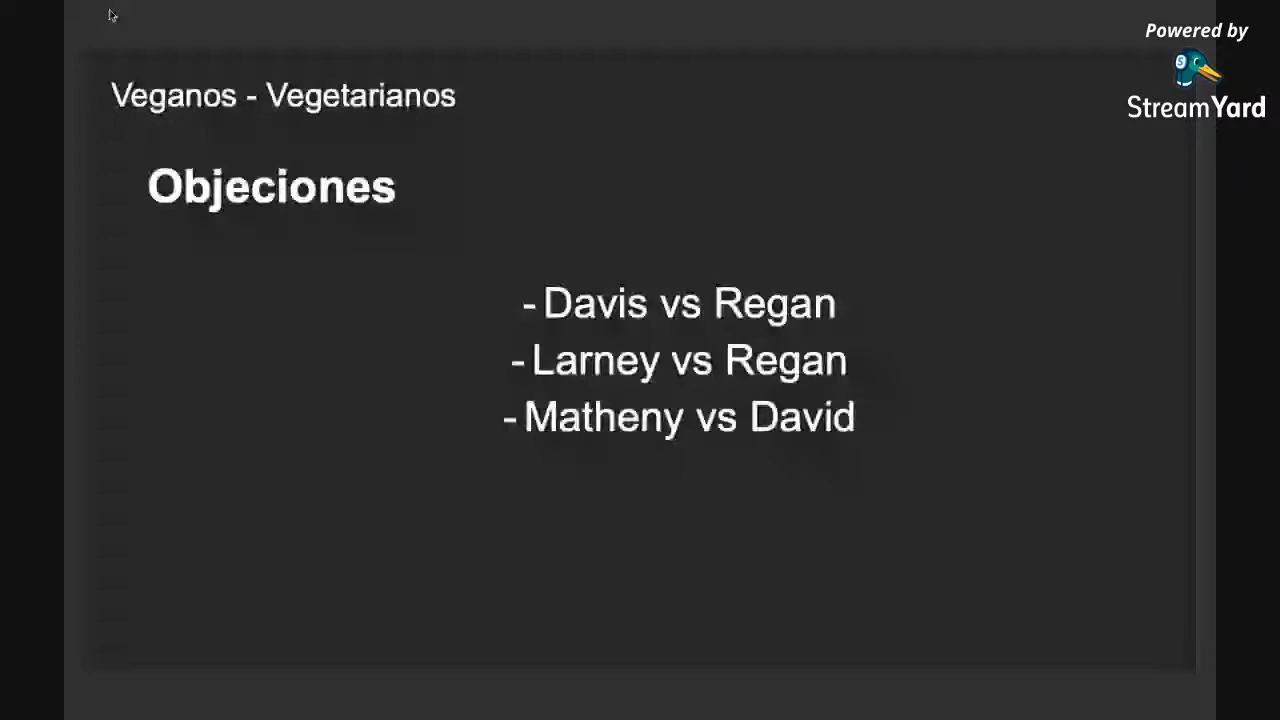 Powered by
StreamYard
Veganos - Vegetarianos
Objeciones
- Davis vs Regan
- Larney vs Regan
- Matheny vs David